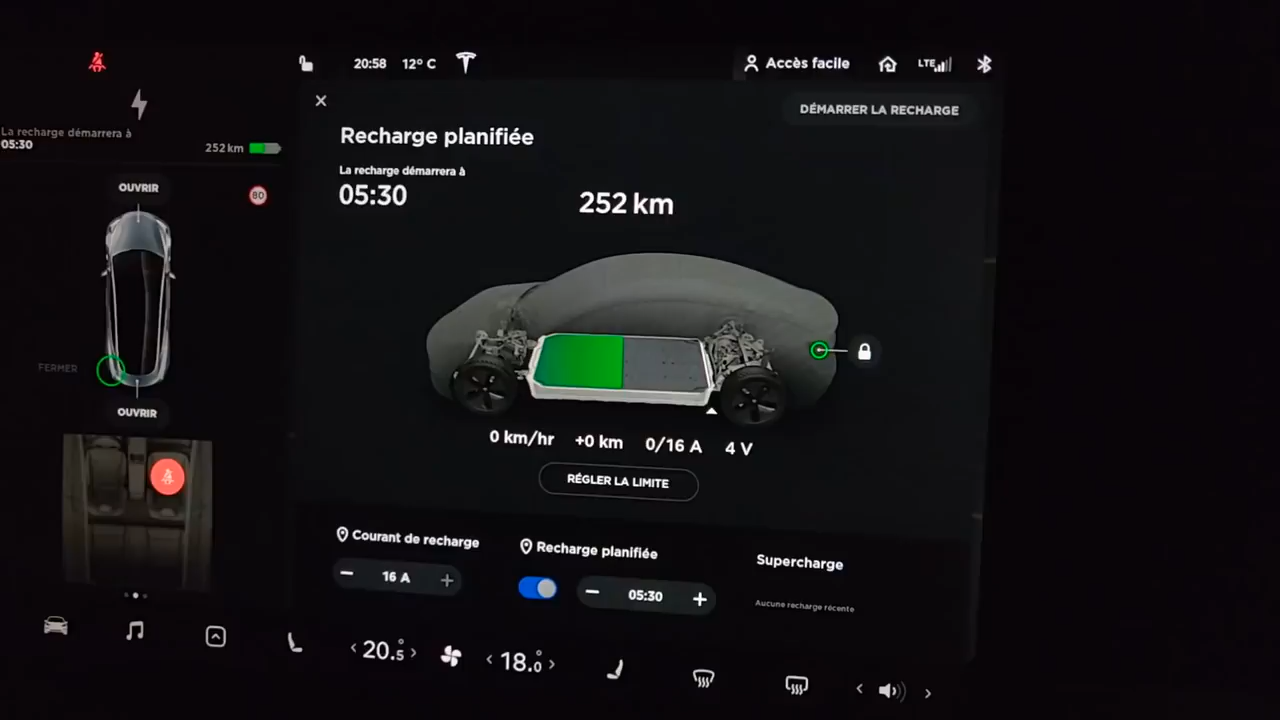 20:58 12° C
Accès facile
LTE
DÉMARRER LA RECHARGE
La recharge démarrera à
05:30
252 km
OUVRIR
80
FERMER
OUVRIR
Recharge planifiée
La recharge démarrera à
05:30
252 km
0 km/hr +0 km 0/16 A 4 V
RÉGLER LA LIMITE
Courant de recharge
16 A
Recharge planifiée
05:30
Supercharge
Aucune recharge récente
20.5°
18.0°